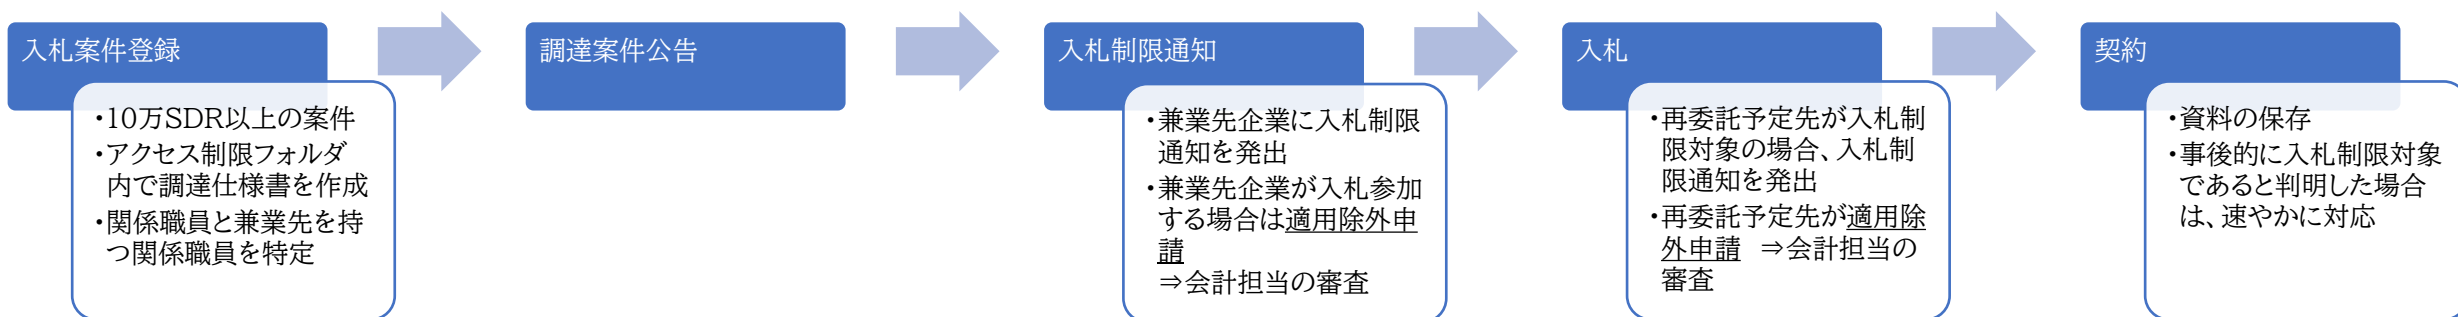 入札案件登録
・10万SDR以上の案件
・アクセス制限フォルダ
内で調達仕様書を作成
・関係職員と兼業先を持
つ関係職員を特定
調達案件公告
入札制限通知
・兼業先企業に入札制限
通知を発出
・兼業先企業が入札参加
する場合は適用除外申
請
⇒会計担当の審査
入札
・再委託予定先が入札制
限対象の場合、入札制
限通知を発出
・再委託予定先が適用除
外申請 ⇒会計担当の
審査
契約
・資料の保存
・事後的に入札制限対象
であると判明した場合
は、速やかに対応